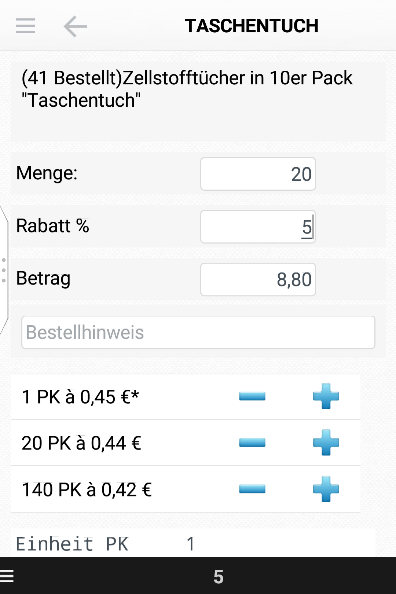 TASCHENTUCH
(41 Bestellt)Zellstofftücher in 10er Pack
"Taschentuch"
Menge: 20
Rabatt % 5
Betrag 8,80
Bestellhinweis
1 PK à 0,45 €*
20 PK à 0,44 €
140 PK à 0,42 €
Einheit PK 1
5